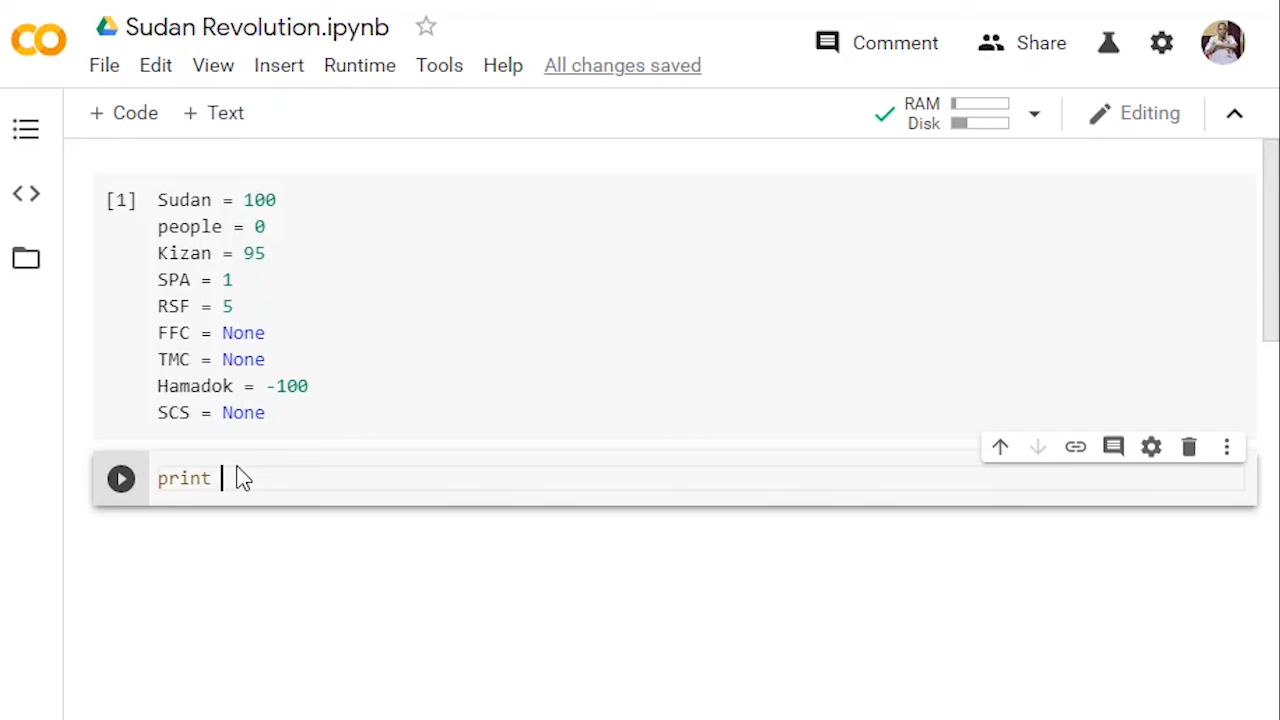 Sudan Revolution.ipynb
Comment
Share
File Edit View Insert Runtime Tools Help All changes saved
+ Code + Text
RAM
Disk
Editing
[1] Sudan = 100
people = 0
Kizan = 95
SPA = 1
RSF = 5
FFC = None
TMC = None
Hamadok = -100
SCS = None
print